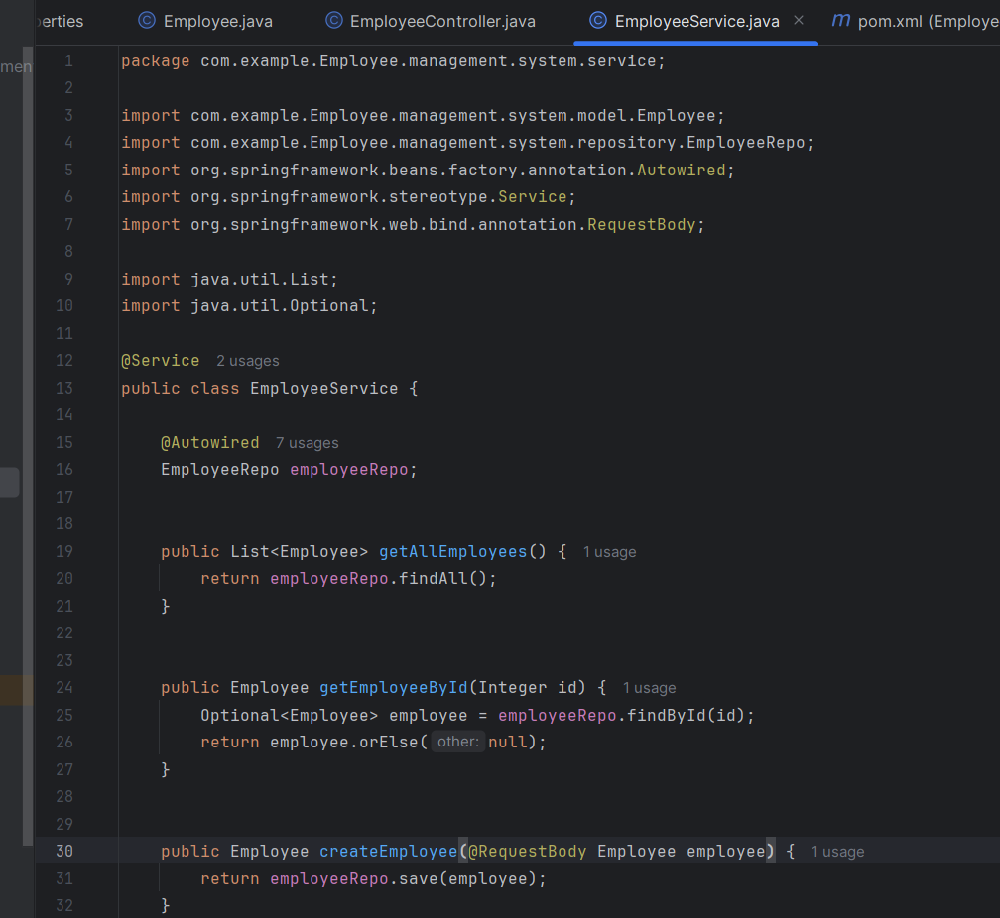 erties Employee.java EmployeeController.java EmployeeService.java × m pom.xml (Employe
men
1 package com.example.Employee.management.system.service;
2
3 import com.example.Employee.management.system.model.Employee;
4 import com.example.Employee.management.system.repository.EmployeeRepo;
5 import org.springframework.beans.factory.annotation.Autowired;
6 import org.springframework.stereotype.Service;
7 import org.springframework.web.bind.annotation.RequestBody;
8
9 import java.util.List;
10 import java.util.Optional;
11
12 @Service 2 usages
13 public class EmployeeService {
14
15     @Autowired 7 usages
16     EmployeeRepo employeeRepo;
17
18
19     public List<Employee> getAllEmployees() { 1 usage
20         return employeeRepo.findAll();
21     }
22
23
24     public Employee getEmployeeById(Integer id) { 1 usage
25         Optional<Employee> employee = employeeRepo.findById(id);
26         return employee.orElse( other: null);
27     }
28
29
30     public Employee createEmployee(@RequestBody Employee employee) { 1 usage
31         return employeeRepo.save(employee);
32     }